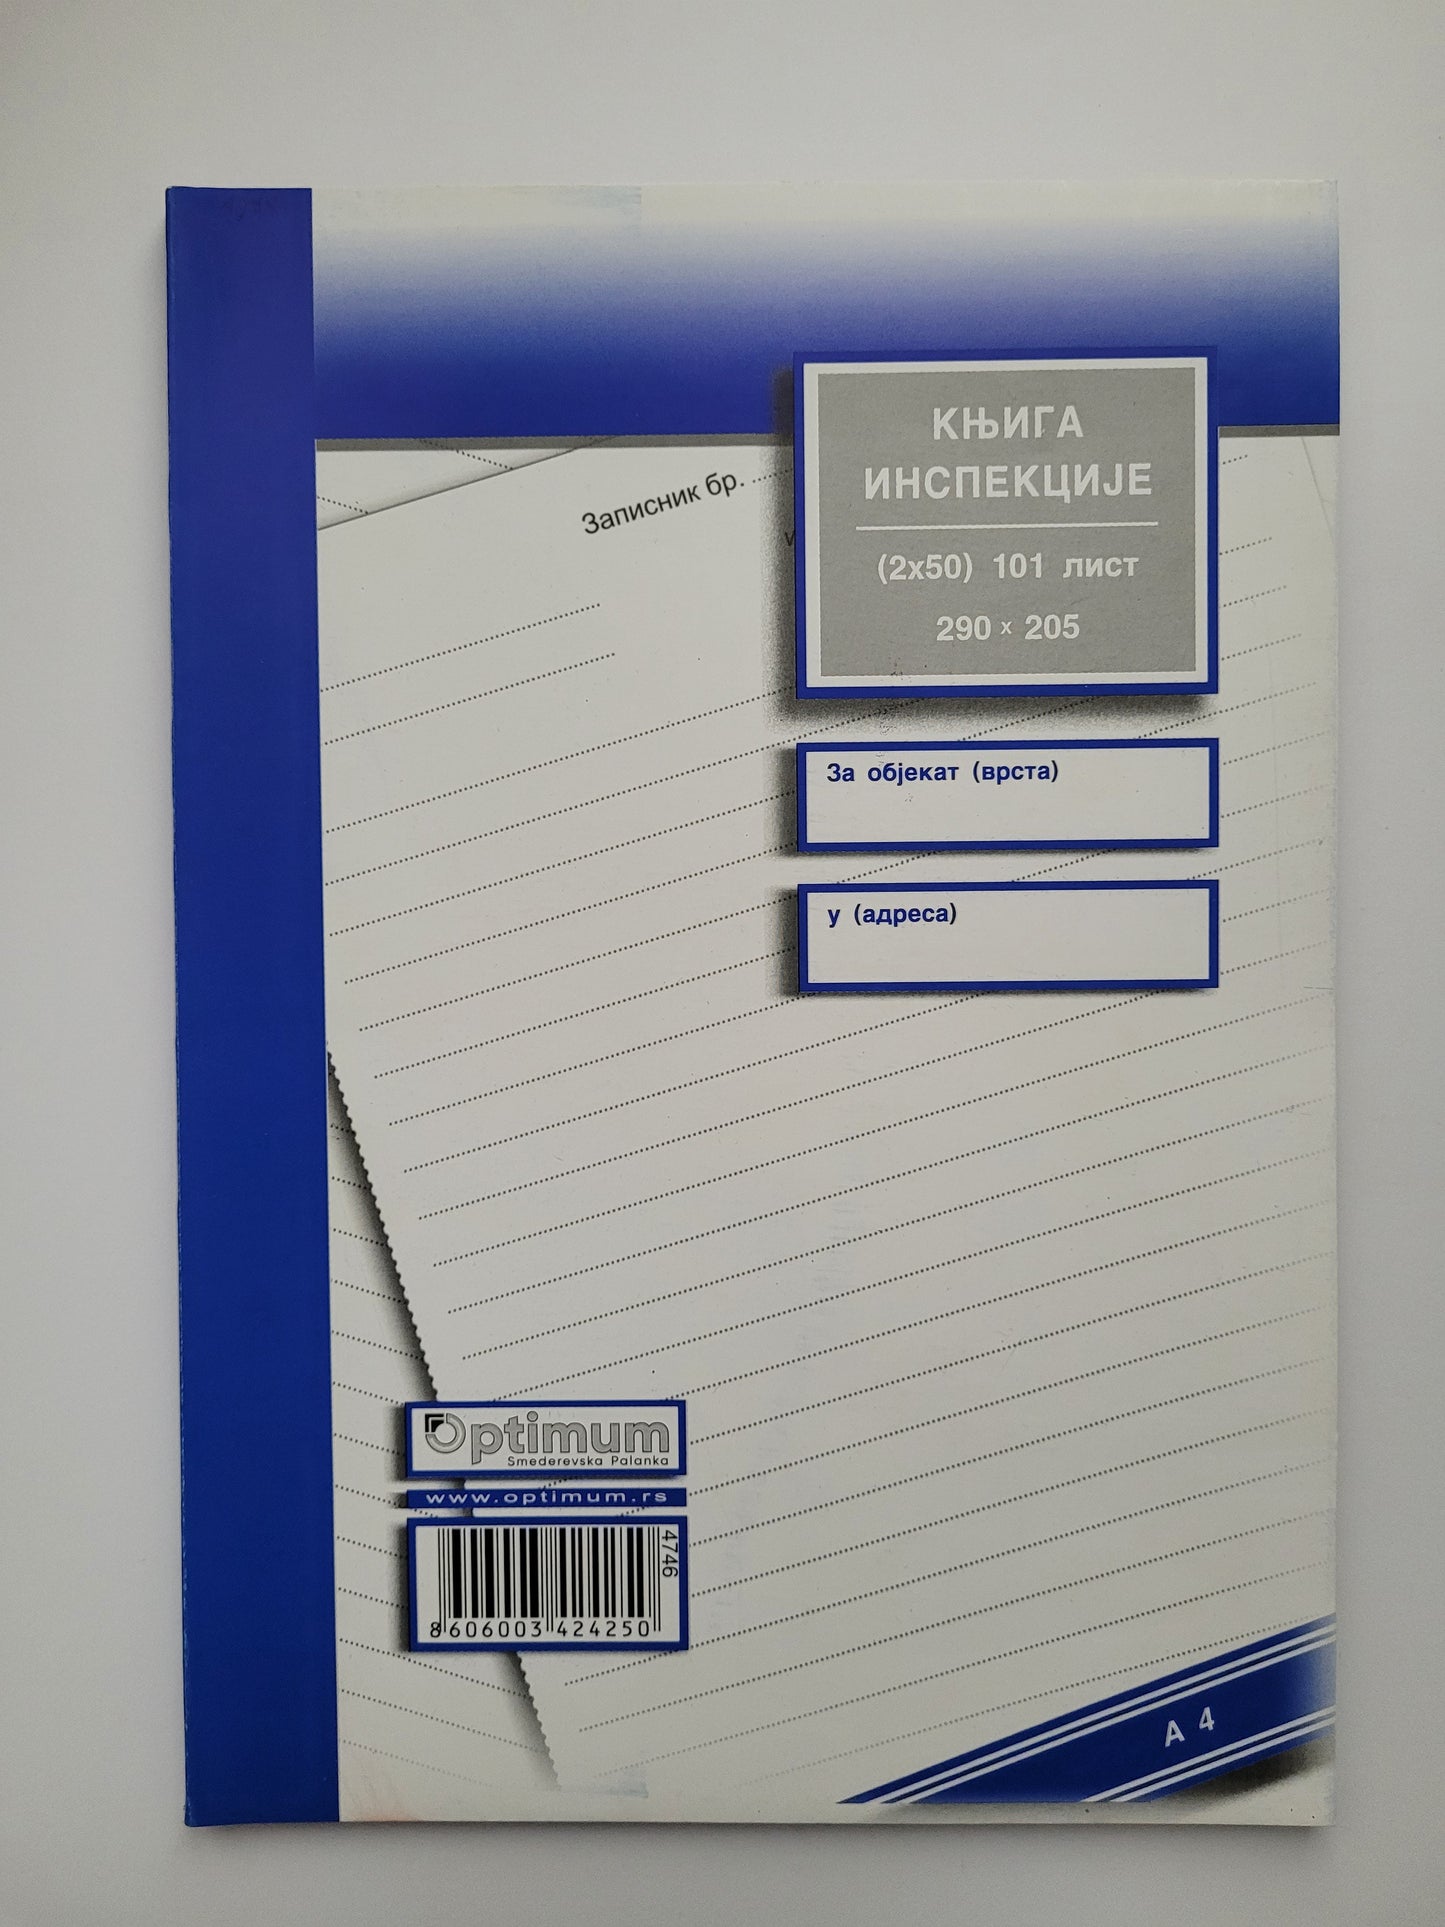 КЊИГА
ИНСПЕКЦИЈЕ
(2х50) 101 лист
290 х 205
Записник бр.
За објекат (врста)
у (адреса)
Optimum
Smederevska Palanka
www.optimum.rs
4746
8 606003 424250
А 4